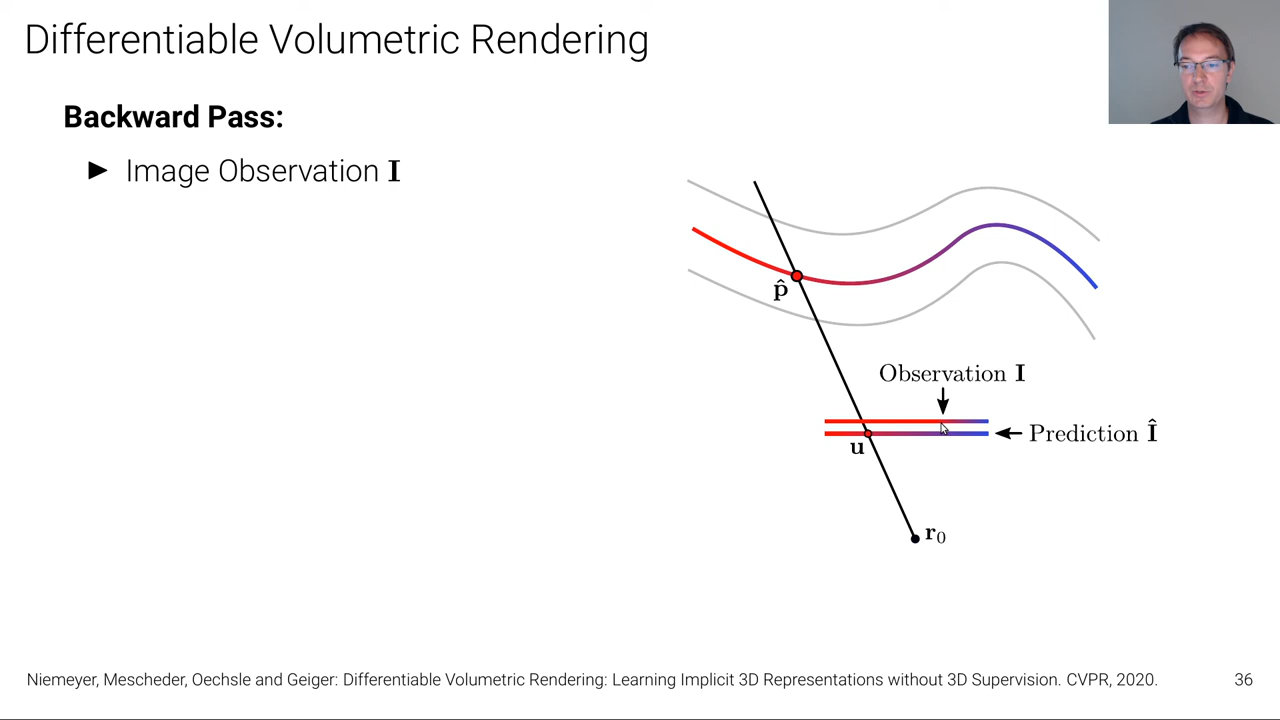 Differentiable Volumetric Rendering
Backward Pass:
► Image Observation I
p̂
Observation I
Prediction Î
u
r₀
Niemeyer, Mescheder, Oechsle and Geiger: Differentiable Volumetric Rendering: Learning Implicit 3D Representations without 3D Supervision. CVPR, 2020.
36